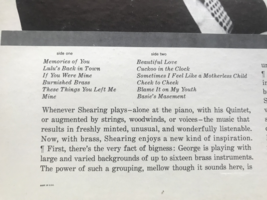 side one
side two
Memories of You
Lulu's Back in Town
If You Were Mine
Burnished Brass
Those Things You Left Me
Mine
Beautiful Love
Cuckoo in the Clock
Sometimes I Feel Like a Motherless Child
Cheek to Cheek
Blame It on My Youth
Basie's Masement
Whenever Shearing plays—alone at the piano, with his Quintet,
or augmented by strings, woodwinds, or voices—the music that
results is freshly minted, unusual, and wonderfully listenable.
Now, with brass, Shearing enjoys a new kind of inspiration.
¶ First, there's the very fact of bigness: George is playing with
large and varied backgrounds of up to sixteen brass instruments.
The power of such a grouping, mellow though it sounds here, is